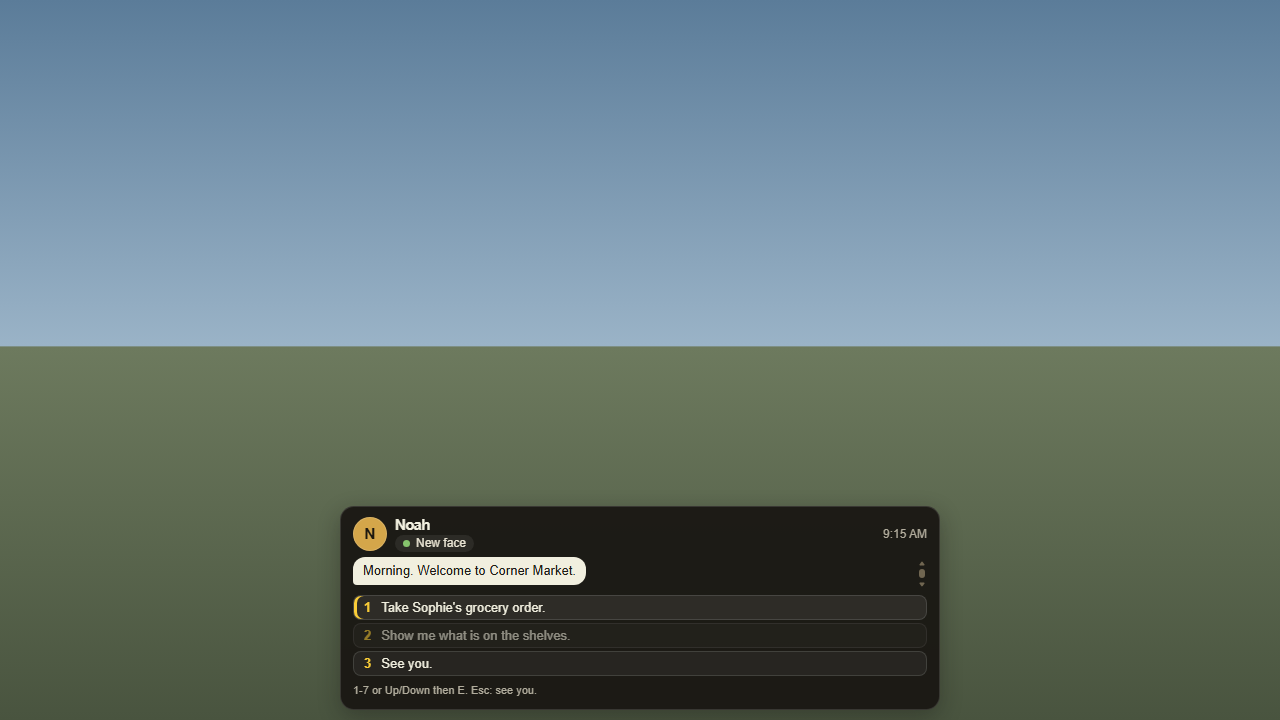 N
Noah
New face
9:15 AM
Morning. Welcome to Corner Market.
1 Take Sophie's grocery order.
2 Show me what is on the shelves.
3 See you.
1-7 or Up/Down then E. Esc: see you.